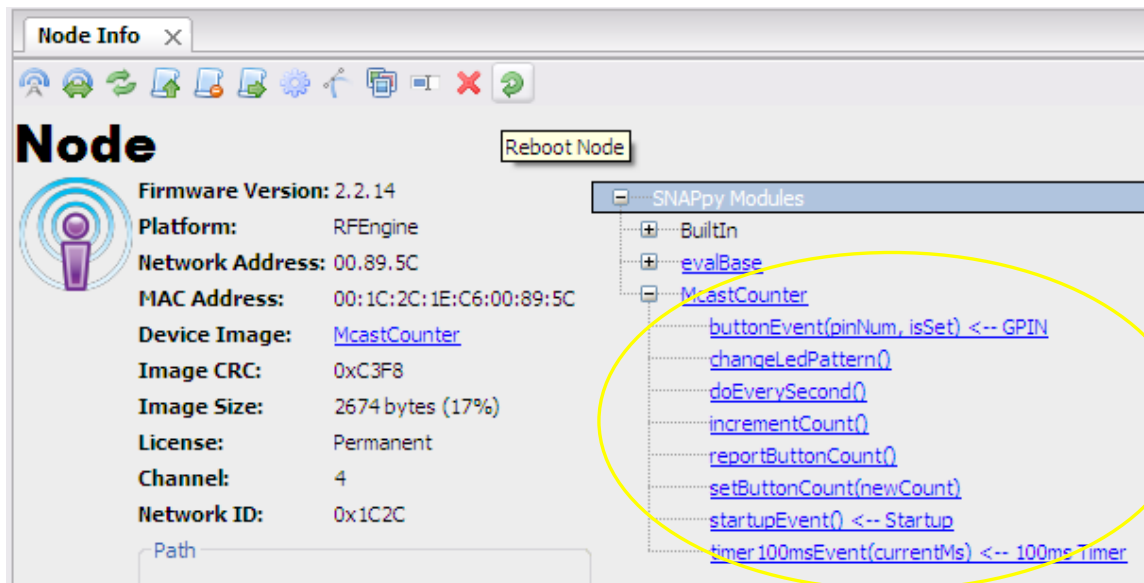 Node Info
Reboot Node
Node
Firmware Version: 2.2.14
Platform: RFEngine
Network Address: 00.89.5C
MAC Address: 00:1C:2C:1E:C6:00:89:5C
Device Image: McastCounter
Image CRC: 0xC3F8
Image Size: 2674 bytes (17%)
License: Permanent
Channel: 4
Network ID: 0x1C2C
Path
SNAPpy Modules
BuiltIn
evalBase
McastCounter
buttonEvent(pinNum, isSet) <-- GPIN
changeLedPattern()
doEverySecond()
incrementCount()
reportButtonCount()
setButtonCount(newCount)
startupEvent() <-- Startup
timer100msEvent(currentMs) <-- 100ms Timer